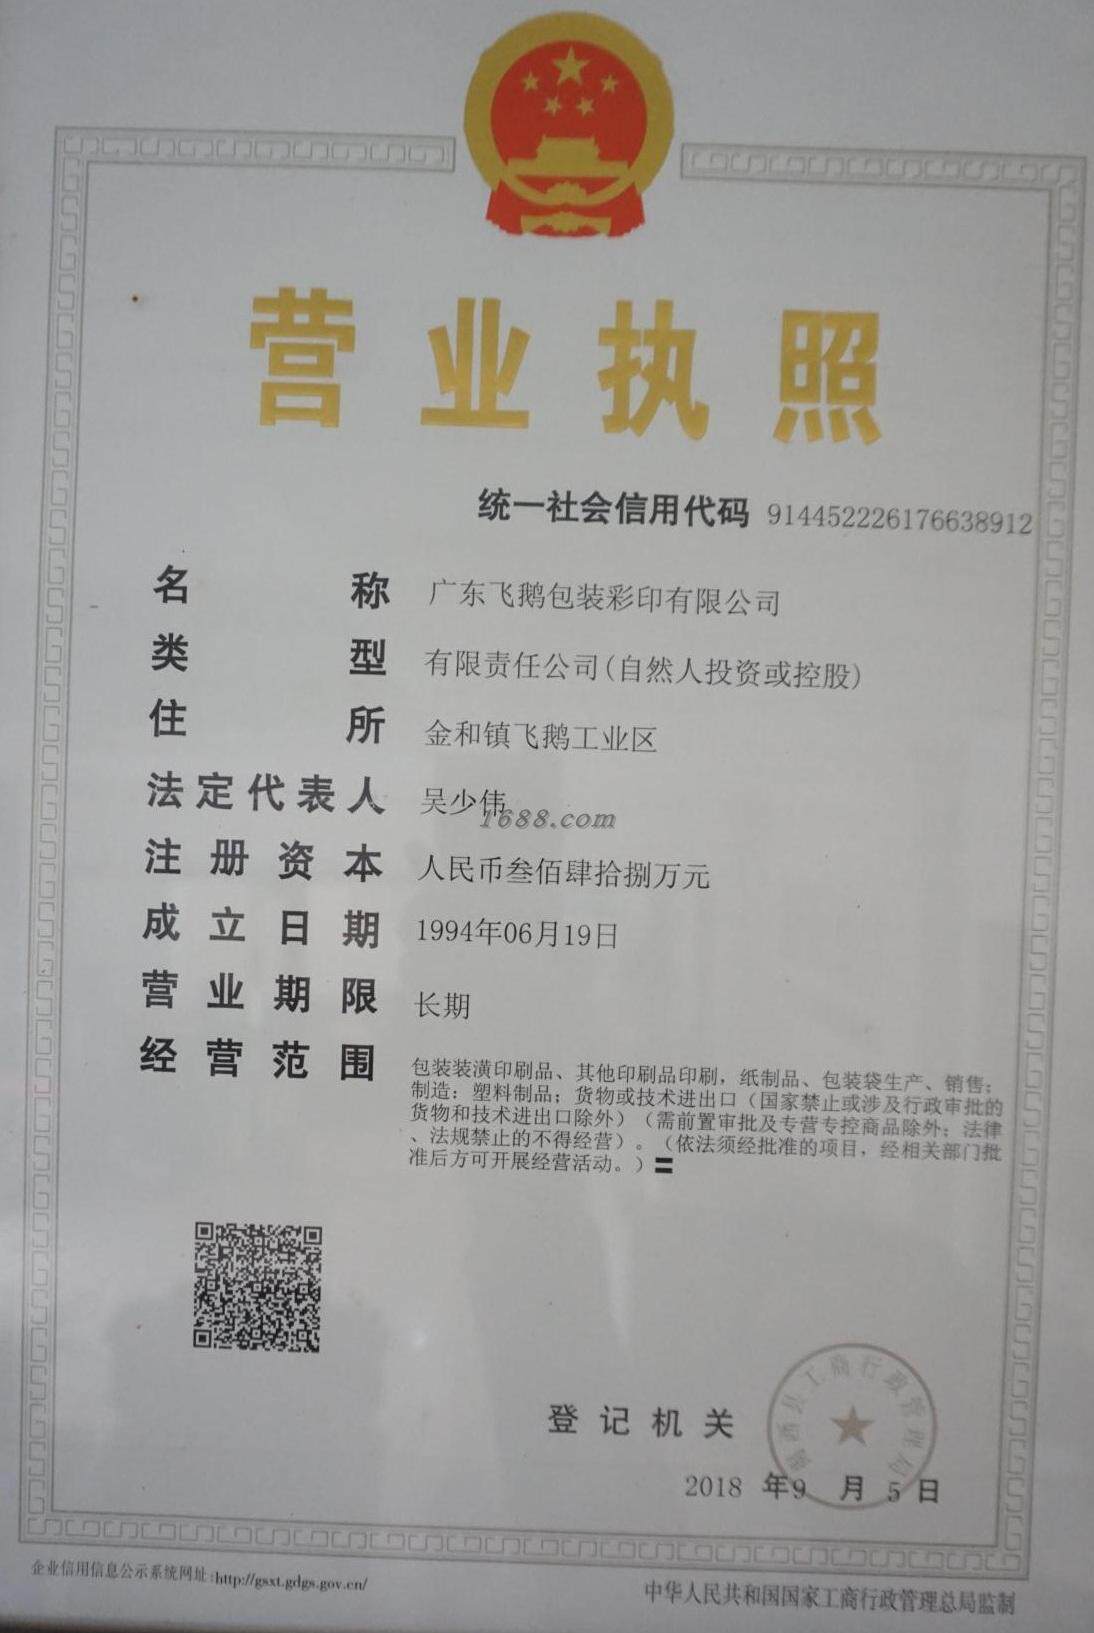 营业执照
统一社会信用代码 914452226176638912
名称 广东飞鹅包装彩印有限公司
类型 有限责任公司(自然人投资或控股)
住所 金和镇飞鹅工业区
法定代表人 吴少伟
1688.com
注册资本 人民币叁佰肆拾捌万元
成立日期 1994年06月19日
营业期限 长期
经营范围 包装装潢印刷品、其他印刷品印刷，纸制品、包装袋生产、销售；
制造：塑料制品；货物或技术进出口（国家禁止或涉及行政审批的
货物和技术进出口除外）（需前置审批及专营专控商品除外；法律
、法规禁止的不得经营）。（依法须经批准的项目，经相关部门批
准后方可开展经营活动。）〓
揭西县工商行政管理局
登记机关
2018 年9 月 5 日
企业信用信息公示系统网址:http://gsxt.gdgs.gov.cn/
中华人民共和国国家工商行政管理总局监制